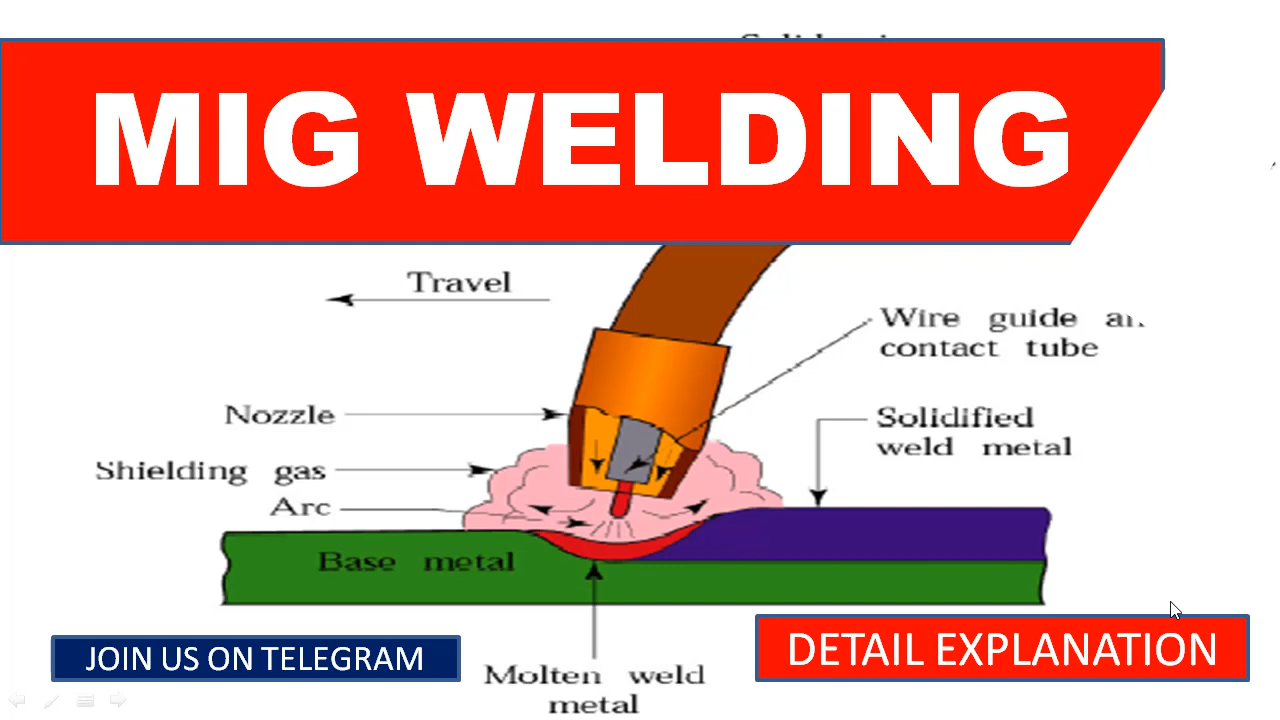 MIG WELDING
Travel
Wire guide
contact tube
Nozzle
Solidified
weld metal
Shielding gas
Arc
Base metal
JOIN US ON TELEGRAM
DETAIL EXPLANATION
Molten weld
metal